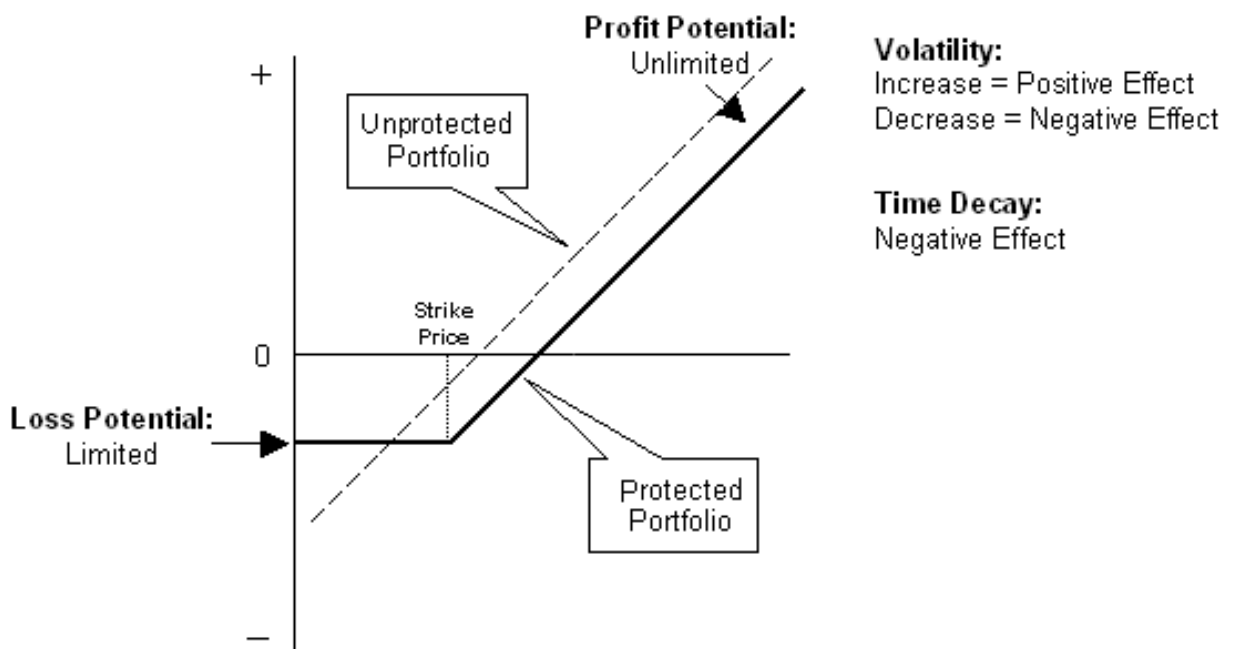 Profit Potential:
Unlimited
Volatility:
Increase = Positive Effect
Decrease = Negative Effect
Time Decay:
Negative Effect
+
Unprotected
Portfolio
Strike
Price
0
Loss Potential:
Limited
Protected
Portfolio
−